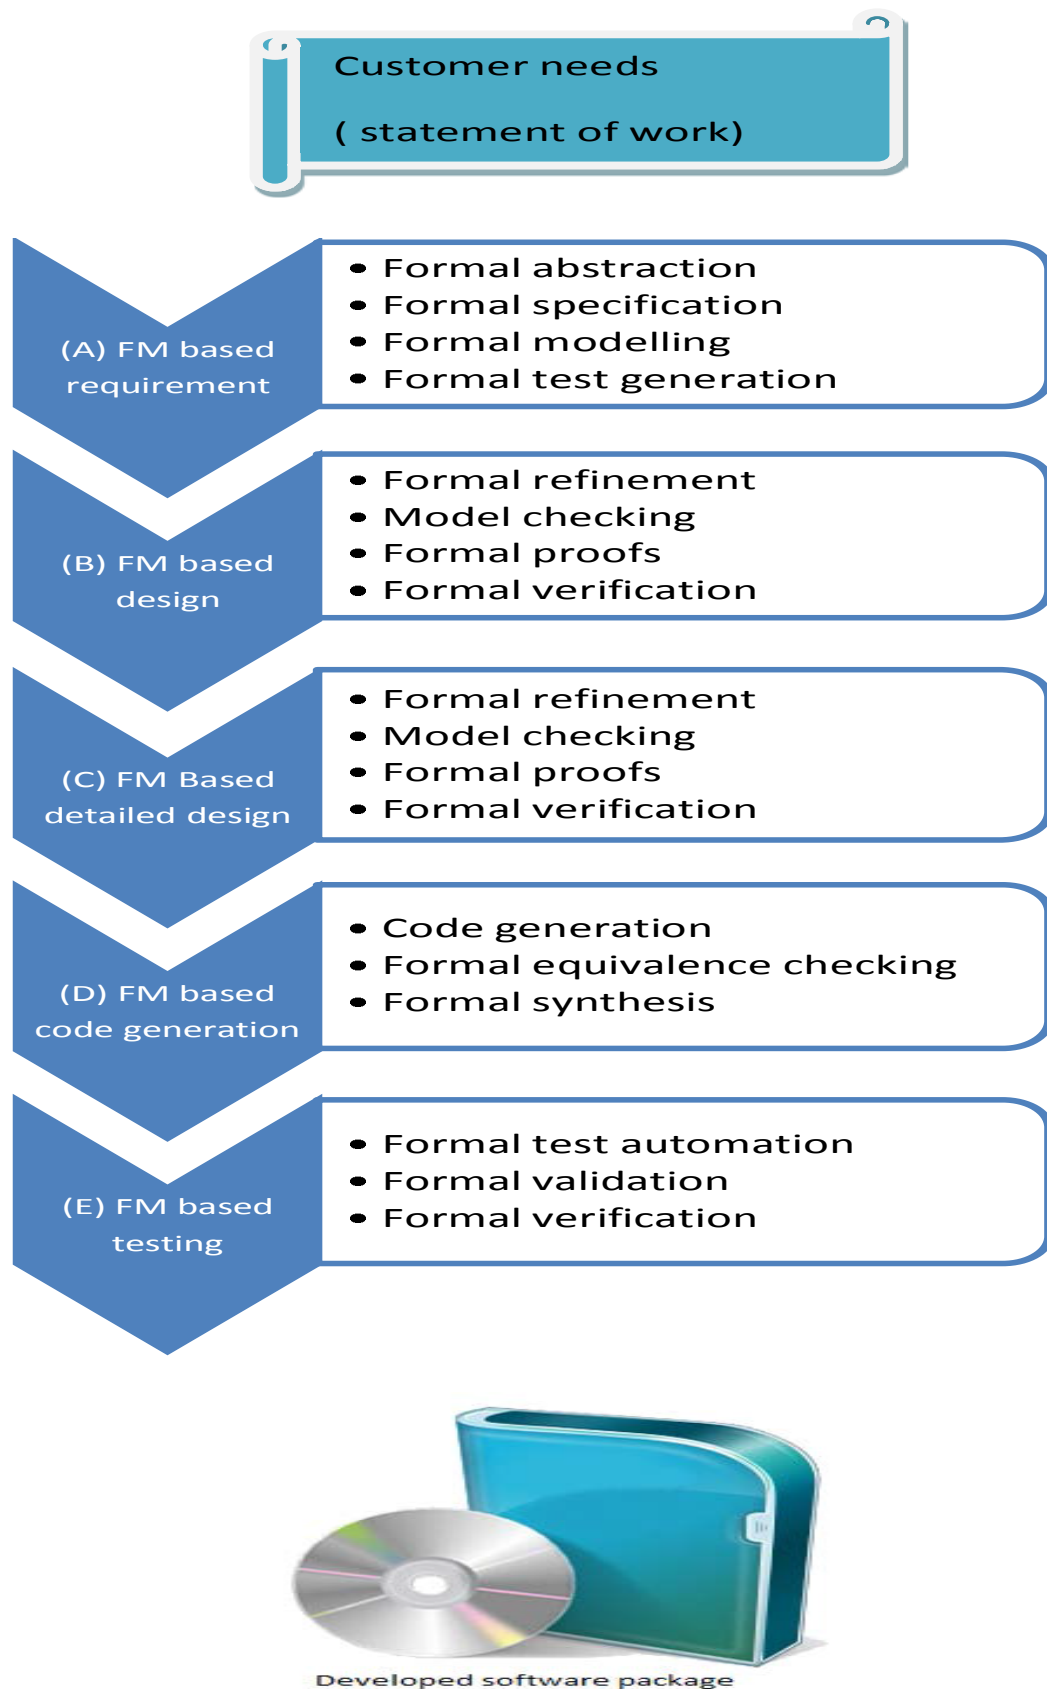 Customer needs
( statement of work)
(A) FM based
requirement
• Formal abstraction
• Formal specification
• Formal modelling
• Formal test generation
(B) FM based
design
• Formal refinement
• Model checking
• Formal proofs
• Formal verification
(C) FM Based
detailed design
• Formal refinement
• Model checking
• Formal proofs
• Formal verification
(D) FM based
code generation
• Code generation
• Formal equivalence checking
• Formal synthesis
(E) FM based
testing
• Formal test automation
• Formal validation
• Formal verification
Developed software package